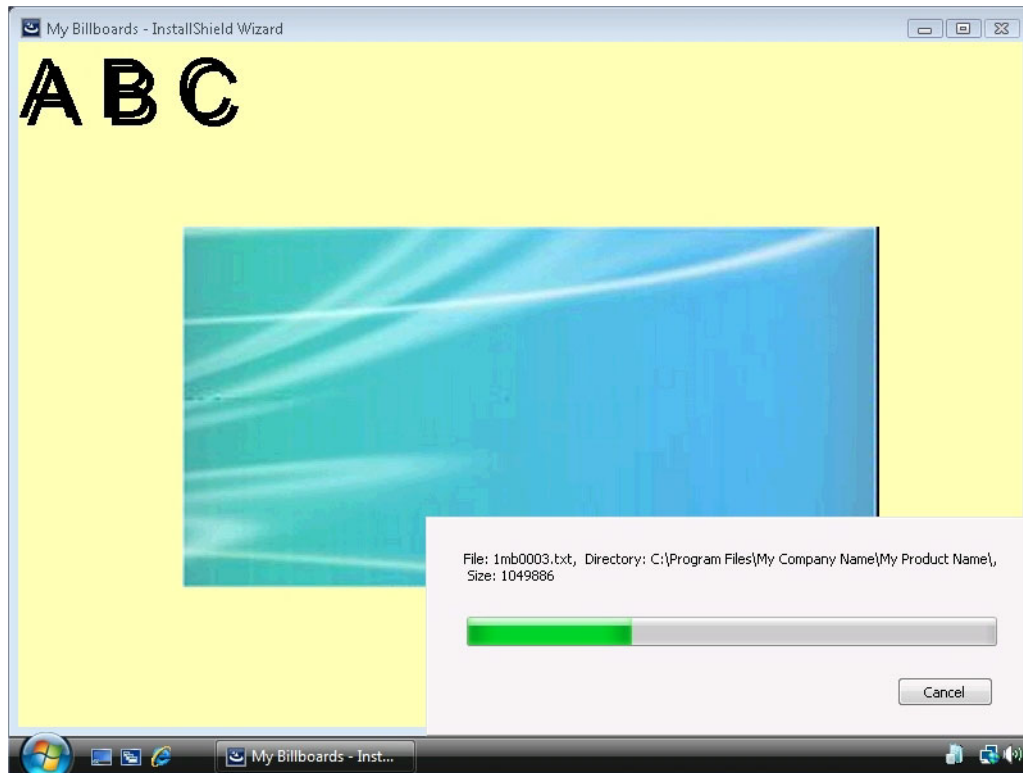 My Billboards - InstallShield Wizard
A B C
File: 1mb0003.txt, Directory: C:\Program Files\My Company Name\My Product Name\,
Size: 1049886
Cancel
My Billboards - Inst...